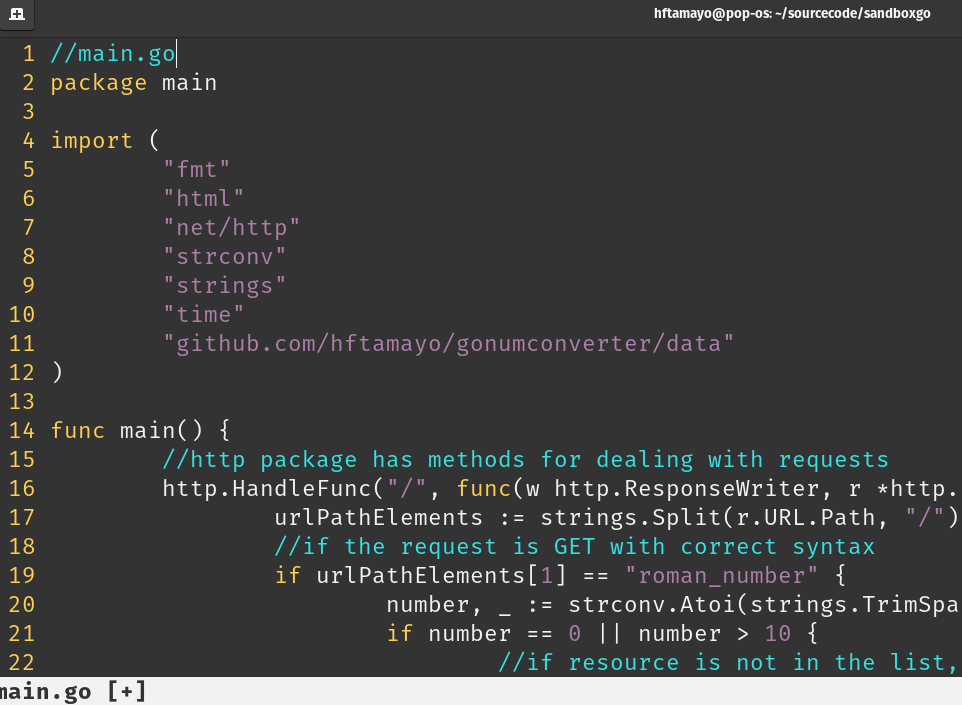 hftamayo@pop-os: ~/sourcecode/sandboxgo
1 //main.go
2 package main
3
4 import (
5         "fmt"
6         "html"
7         "net/http"
8         "strconv"
9         "strings"
10         "time"
11         "github.com/hftamayo/gonumconverter/data"
12 )
13
14 func main() {
15         //http package has methods for dealing with requests
16         http.HandleFunc("/", func(w http.ResponseWriter, r *http.
17                 urlPathElements := strings.Split(r.URL.Path, "/")
18                 //if the request is GET with correct syntax
19                 if urlPathElements[1] == "roman_number" {
20                         number, _ := strconv.Atoi(strings.TrimSpa
21                         if number == 0 || number > 10 {
22                                 //if resource is not in the list,
main.go [+]